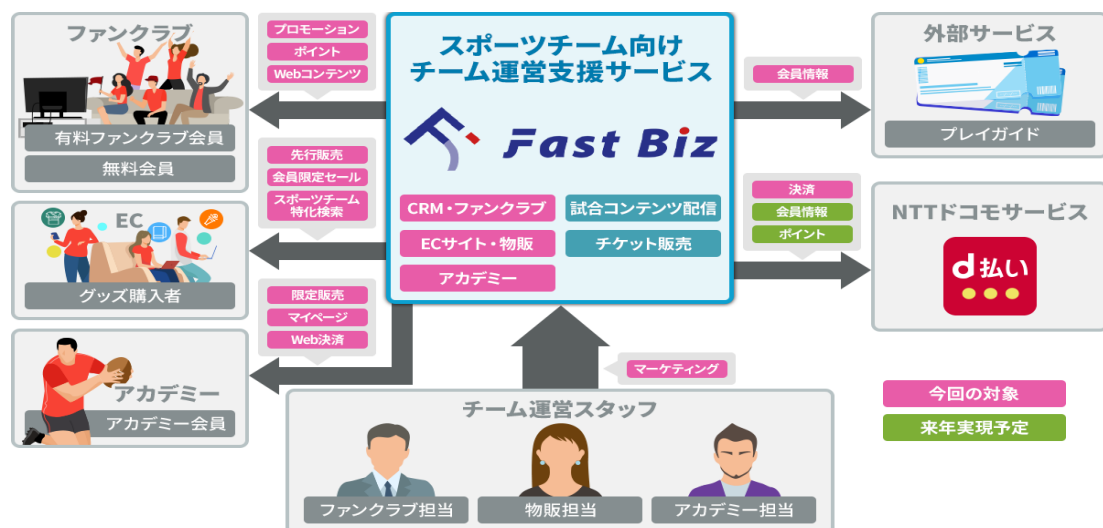 ファンクラブ
有料ファンクラブ会員
無料会員
プロモーション
ポイント
Webコンテンツ
スポーツチーム向け
チーム運営支援サービス
Fast Biz
CRM・ファンクラブ
試合コンテンツ配信
ECサイト・物販
チケット販売
アカデミー
会員情報
外部サービス
プレイガイド
EC
グッズ購入者
先行販売
会員限定セール
スポーツチーム
特化検索
決済
会員情報
ポイント
NTTドコモサービス
d払い
アカデミー
アカデミー会員
限定販売
マイページ
Web決済
マーケティング
チーム運営スタッフ
ファンクラブ担当
物販担当
アカデミー担当
今回の対象
来年実現予定